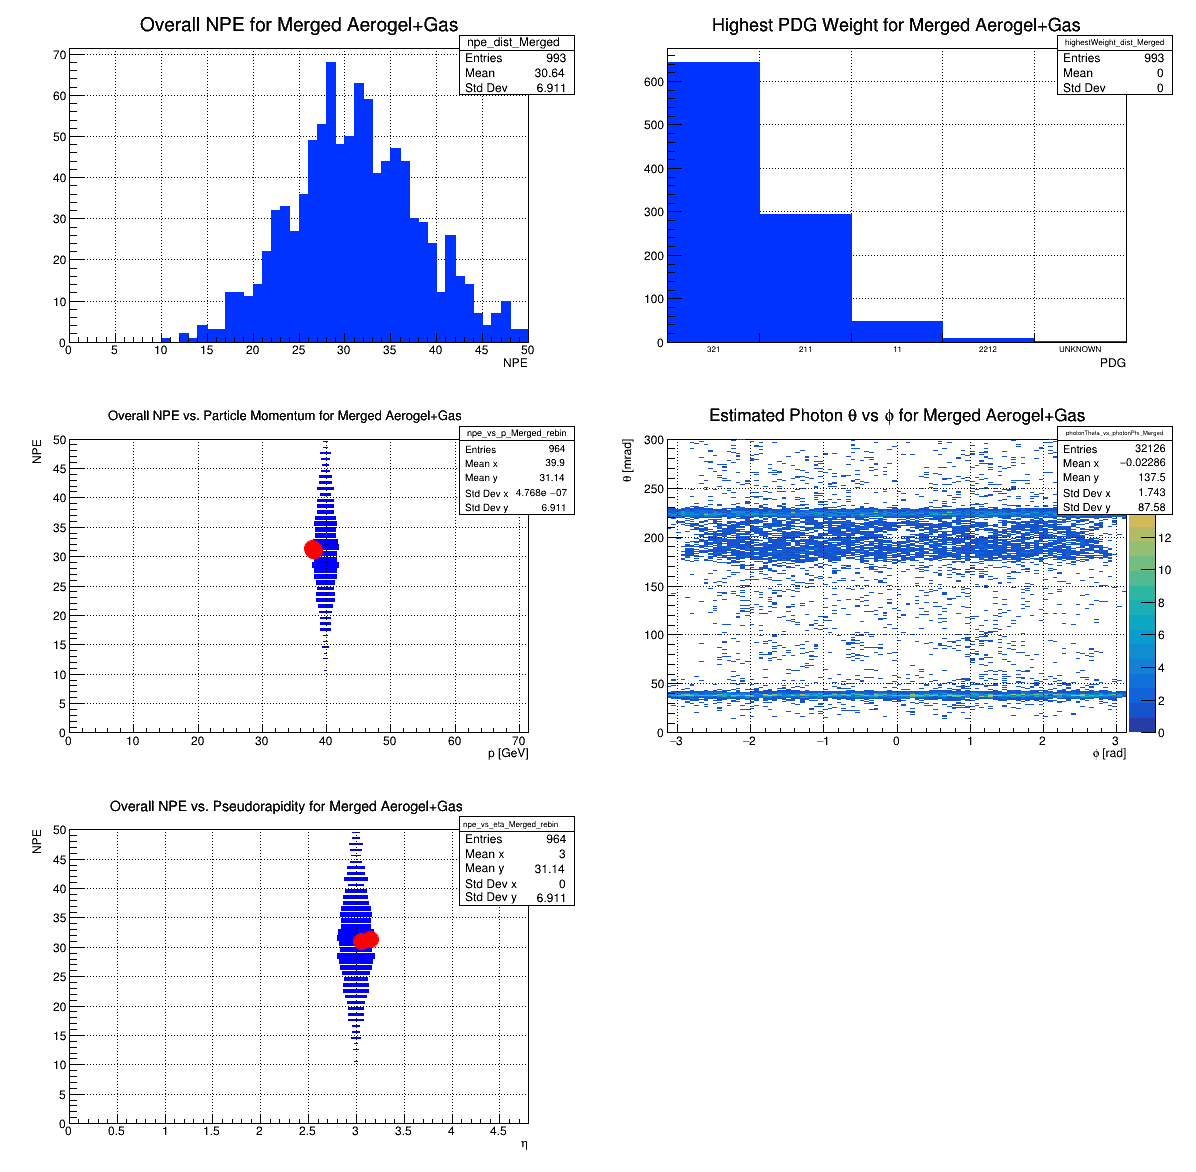 Overall NPE for Merged Aerogel+Gas
npe_dist_Merged
Entries 993
Mean 30.64
Std Dev 6.911
70
60
50
40
30
20
10
0
0 5 10 15 20 25 30 35 40 45 50
NPE
Highest PDG Weight for Merged Aerogel+Gas
highestWeight_dist_Merged
Entries 993
Mean 0
Std Dev 0
600
500
400
300
200
100
0
321 211 11 2212 UNKNOWN
PDG
Overall NPE vs. Particle Momentum for Merged Aerogel+Gas
npe_vs_p_Merged_rebin
Entries 964
Mean x 39.9
Mean y 31.14
Std Dev x 4.768e −07
Std Dev y 6.911
NPE
50
45
40
35
30
25
20
15
10
5
0
0 10 20 30 40 50 60 70
p [GeV]
Estimated Photon θ vs ϕ for Merged Aerogel+Gas
photonTheta_vs_photonPhi_Merged
Entries 32126
Mean x −0.02286
Mean y 137.5
Std Dev x 1.743
Std Dev y 87.58
θ [mrad]
300
250
200
150
100
50
0
−3 −2 −1 0 1 2 3
ϕ [rad]
12
10
8
6
4
2
0
Overall NPE vs. Pseudorapidity for Merged Aerogel+Gas
npe_vs_eta_Merged_rebin
Entries 964
Mean x 3
Mean y 31.14
Std Dev x 0
Std Dev y 6.911
NPE
50
45
40
35
30
25
20
15
10
5
0
0 0.5 1 1.5 2 2.5 3 3.5 4 4.5
η